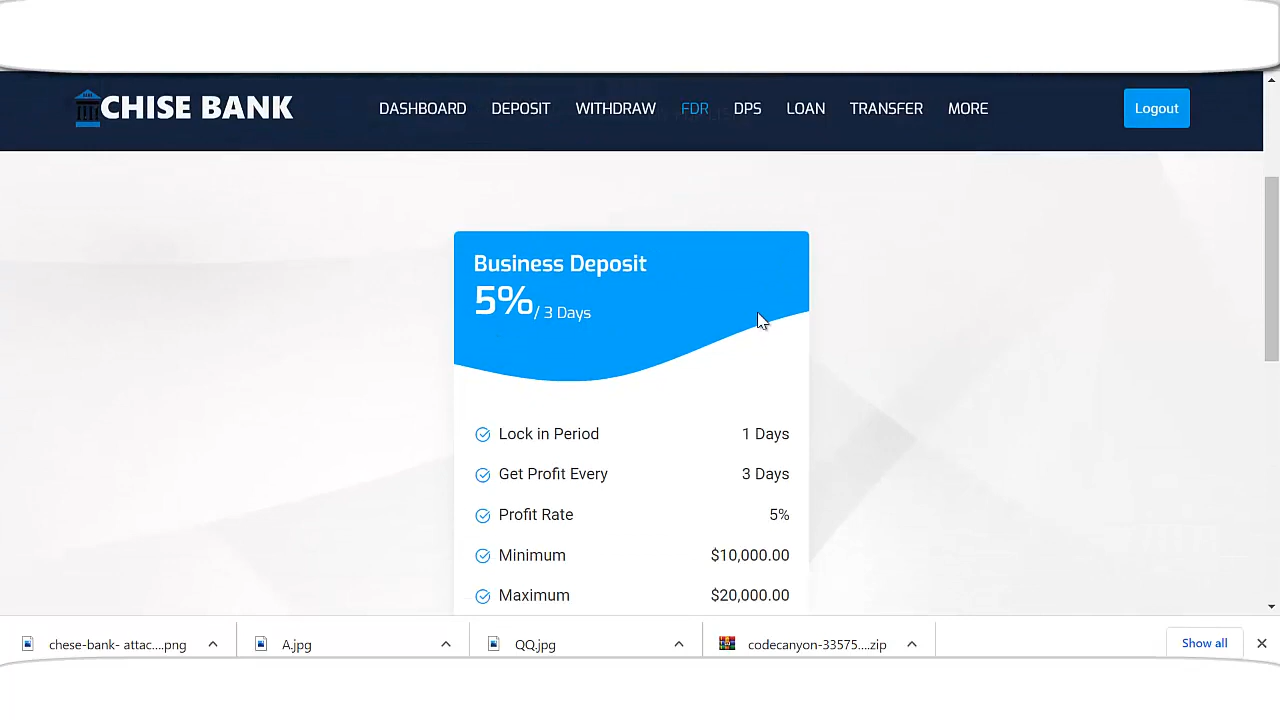 CHISE BANK
DASHBOARD DEPOSIT WITHDRAW FDR DPS LOAN TRANSFER MORE
Logout
Business Deposit
5%/ 3 Days
Lock in Period 1 Days
Get Profit Every 3 Days
Profit Rate 5%
Minimum $10,000.00
Maximum $20,000.00
chese-bank- attac....png A.jpg QQ.jpg codecanyon-33575....zip Show all